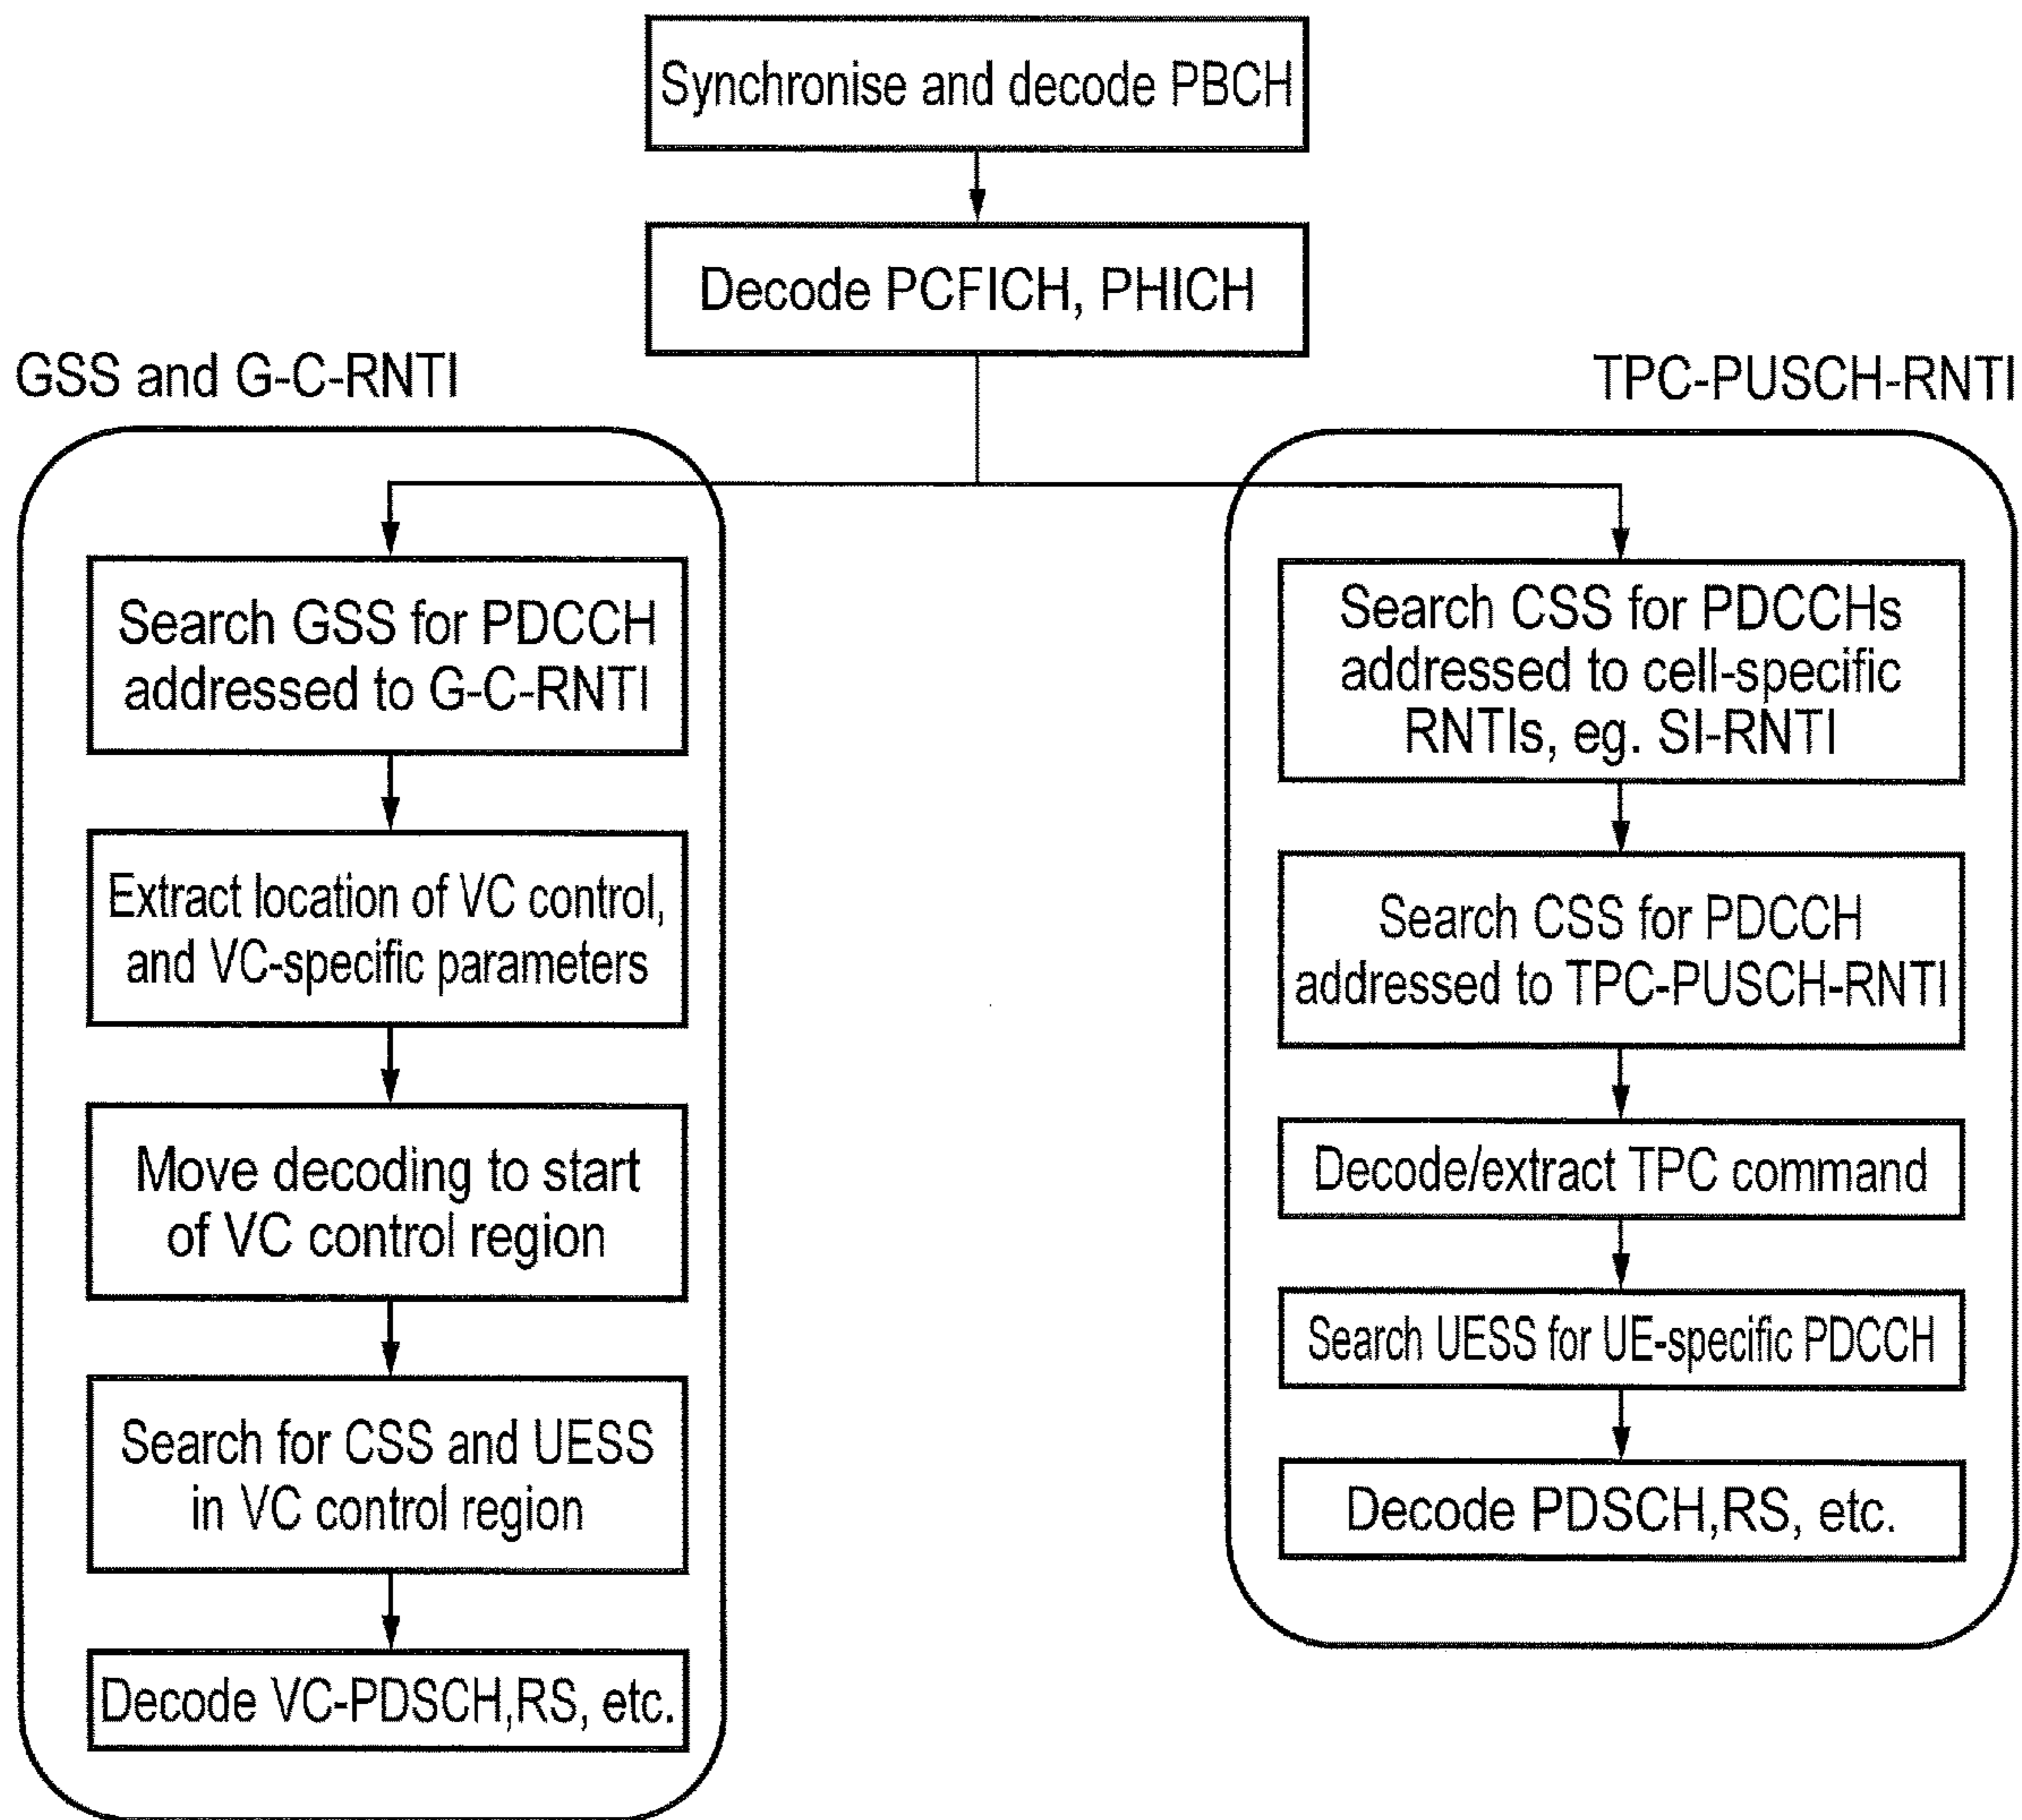 Synchronise and decode PBCH
Decode PCFICH, PHICH
GSS and G-C-RNTI
Search GSS for PDCCH
addressed to G-C-RNTI
Extract location of VC control,
and VC-specific parameters
Move decoding to start
of VC control region
Search for CSS and UESS
in VC control region
Decode VC-PDSCH,RS, etc.
TPC-PUSCH-RNTI
Search CSS for PDCCHs
addressed to cell-specific
RNTIs, eg. SI-RNTI
Search CSS for PDCCH
addressed to TPC-PUSCH-RNTI
Decode/extract TPC command
Search UESS for UE-specific PDCCH
Decode PDSCH,RS, etc.